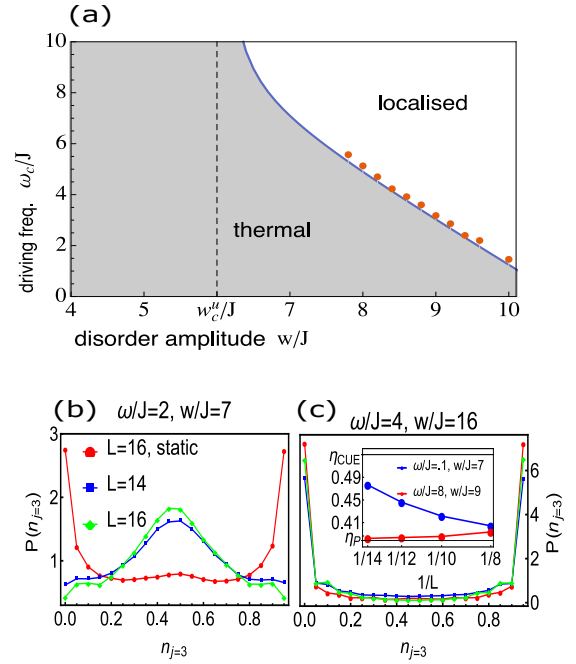 (a)
10
8
6
4
2
0
driving freq. ω_c/J
localised
thermal
4
5
w_c^u/J
7
8
9
10
disorder amplitude w/J
(b)
ω/J=2, w/J=7
3
2
1
P(n_{j=3})
L=16, static
L=14
L=16
0.0
0.2
0.4
0.6
0.8
n_{j=3}
(c)
ω/J=4, w/J=16
η_CUE
0.49
0.45
0.41
η_P
ω/J=.1, w/J=7
ω/J=8, w/J=9
1/14
1/12
1/10
1/8
1/L
6
4
2
0
P(n_{j=3})
0.0
0.2
0.4
0.6
0.8
n_{j=3}